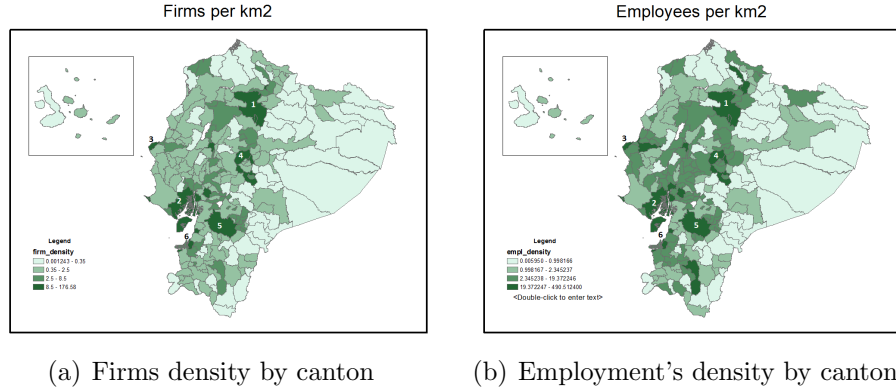 Firms per km2
3
1
4
2
5
6
Legend
firm_density
0.001243 - 0.35
0.35 - 2.5
2.5 - 8.5
8.5 - 176.58
(a) Firms density by canton
Employees per km2
3
1
4
2
5
6
Legend
empl_density
0.005950 - 0.998166
0.998167 - 2.345237
2.345238 - 19.372246
19.372247 - 490.512400
<Double-click to enter text>
(b) Employment's density by canton